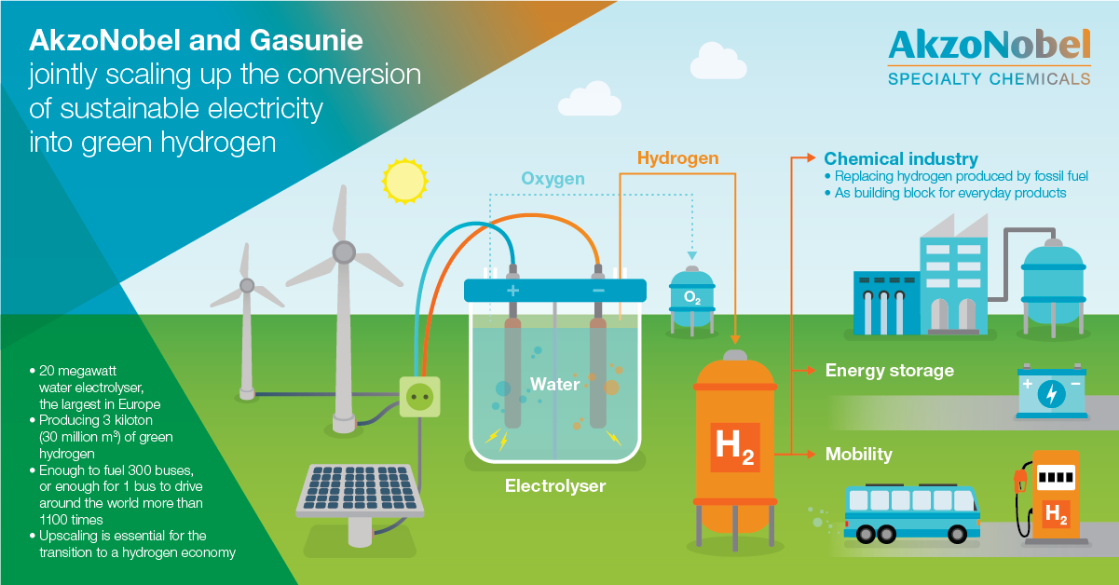 AkzoNobel and Gasunie
jointly scaling up the conversion
of sustainable electricity
into green hydrogen
AkzoNobel
SPECIALTY CHEMICALS
Hydrogen
Oxygen
Chemical industry
• Replacing hydrogen produced by fossil fuel
• As building block for everyday products
+ −
O₂
Water
Electrolyser
H₂
Energy storage
+ −
Mobility
H₂
• 20 megawatt
water electrolyser,
the largest in Europe
• Producing 3 kiloton
(30 million m³) of green
hydrogen
• Enough to fuel 300 buses,
or enough for 1 bus to drive
around the world more than
1100 times
• Upscaling is essential for the
transition to a hydrogen economy